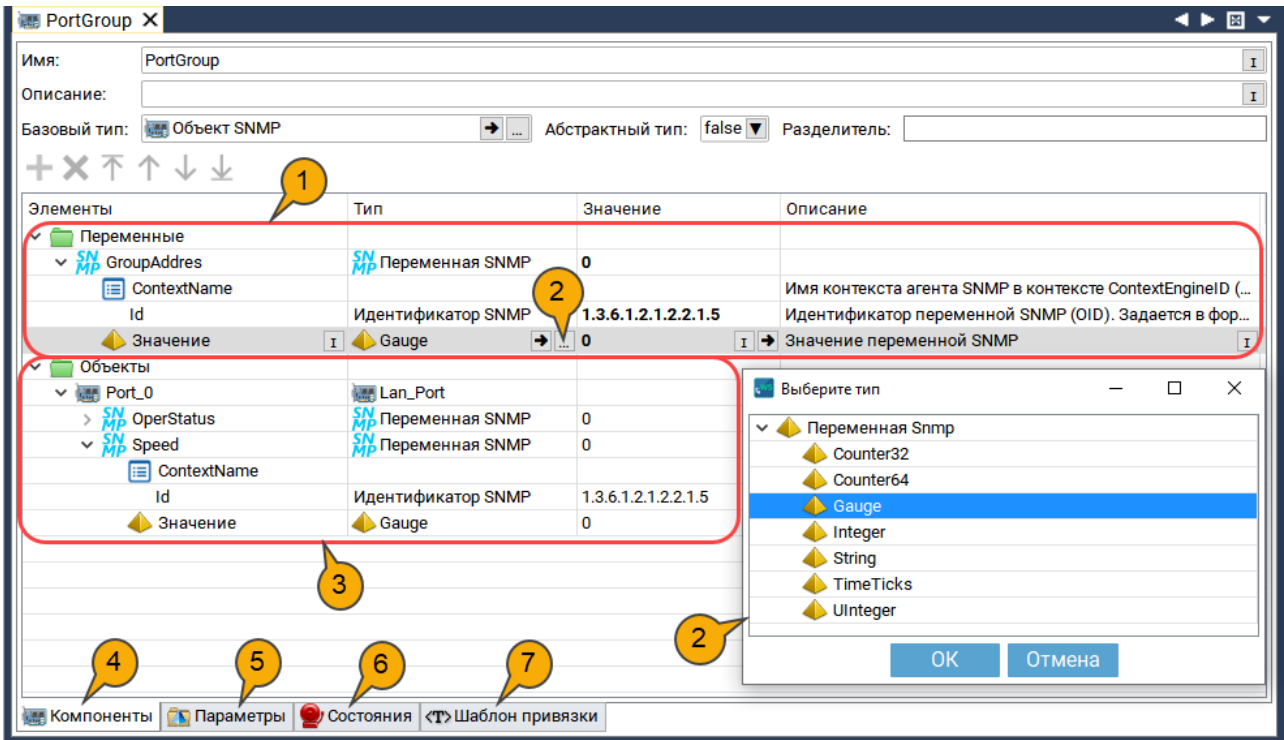 PortGroup X
Имя: PortGroup I
Описание: I
Базовый тип: Объект SNMP ... Абстрактный тип: false Разделитель:
1
Элементы Тип Значение Описание
Переменные
SNMP GroupAddres SNMP Переменная SNMP 0
2
ContextName Имя контекста агента SNMP в контексте ContextEngineID (...
Id Идентификатор SNMP 1.3.6.1.2.1.2.2.1.5 Идентификатор переменной SNMP (OID). Задается в фор...
Значение I Gauge ... 0 I Значение переменной SNMP I
Объекты
Port_0 Lan_Port
OperStatus SNMP Переменная SNMP 0
SNMP Speed SNMP Переменная SNMP 0
ContextName
Id Идентификатор SNMP 1.3.6.1.2.1.2.2.1.5
Значение Gauge 0
3
Выберите тип
Переменная Snmp
Counter32
Counter64
Gauge
Integer
String
TimeTicks
UInteger
2
OK Отмена
4 5 6 7
Компоненты Параметры Состояния <T> Шаблон привязки